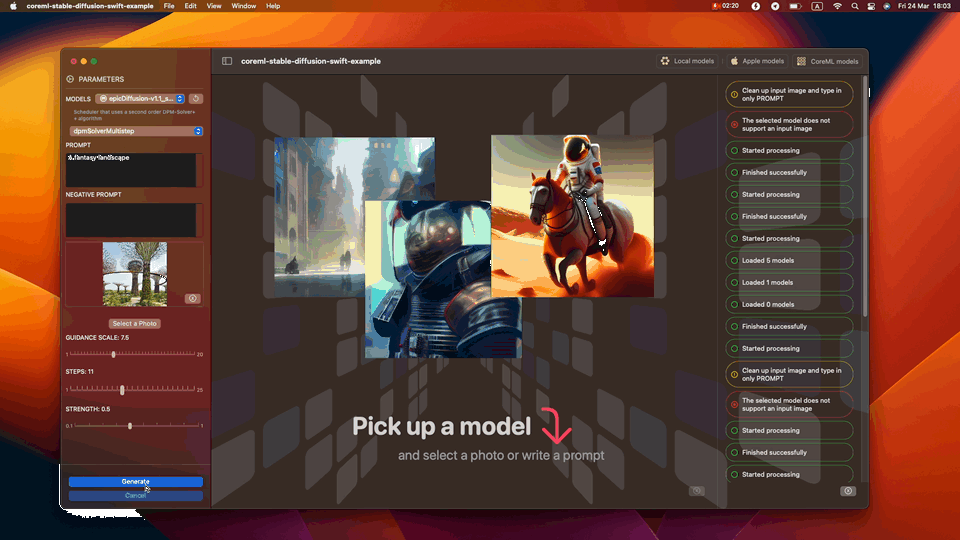 coreml-stable-diffusion-swift-example File Edit View Window Help
02:20 A Fri 24 Mar 18:03
coreml-stable-diffusion-swift-example
Local models
Apple models
CoreML models
PARAMETERS
MODELS epicDiffusion-v1.1_s...
Scheduler that uses a second order DPM-Solver+
+ algorithm
dpmSolverMultistep
PROMPT
fantasy landscape
NEGATIVE PROMPT
Select a Photo
GUIDANCE SCALE: 7.5
1 20
STEPS: 11
1 25
STRENGTH: 0.5
0.1 1
Generate
Cancel
Pick up a model
and select a photo or write a prompt
Clean up input image and type in
only PROMPT
The selected model does not
support an input image
Started processing
Finished successfully
Started processing
Finished successfully
Started processing
Loaded 5 models
Loaded 1 models
Loaded 0 models
Finished successfully
Started processing
Clean up input image and type in
only PROMPT
The selected model does not
support an input image
Started processing
Finished successfully
Started processing